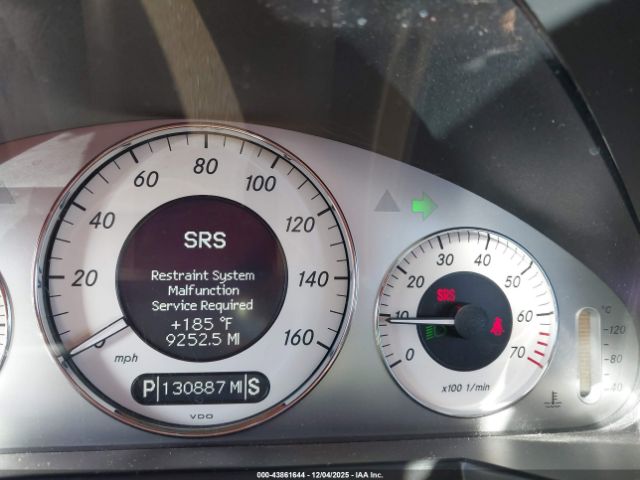 20
40
60
80
100
120
140
160
0
mph
SRS
Restraint System
Malfunction
Service Required
+185 °F
9252.5 MI
P 130887 MI S
VDO
0
10
20
30
40
50
60
70
SRS
x100 1/min
°C
120
80
40
000-43861644 - 12/04/2025 - IAA Inc.